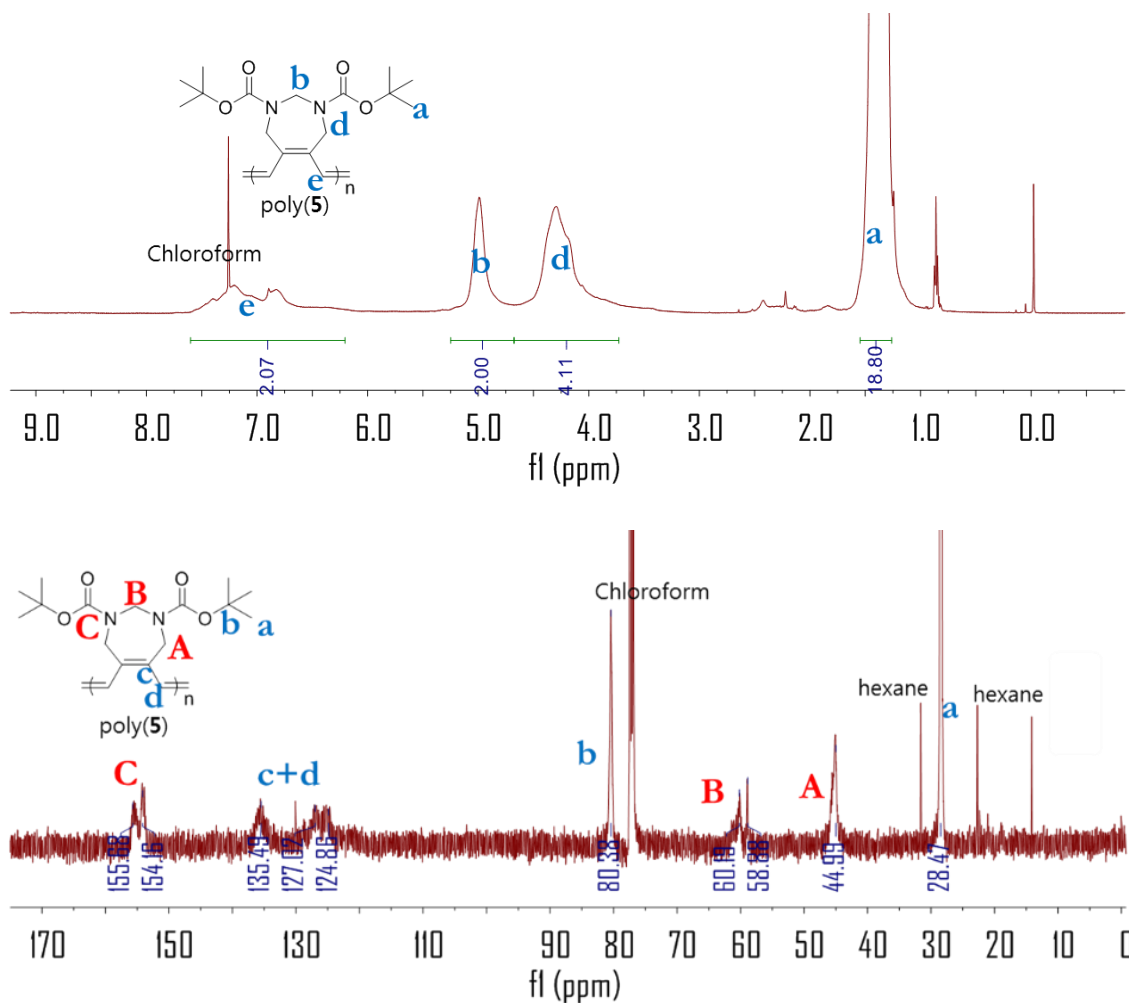 O
O
b
O
N
N
O
a
d
e
n
poly(5)
Chloroform
e
b
d
a
2.07
2.00
4.11
18.80
9.0 8.0 7.0 6.0 5.0 4.0 3.0 2.0 1.0 0.0
f1 (ppm)
O
B
O
O
N
N
O
b
a
C
A
c
d
n
poly(5)
Chloroform
hexane
a
hexane
b
C
c+d
B
A
155.68
154.16
135.49
127.02
124.86
80.38
60.19
58.88
44.99
28.47
170 150 130 110 90 80 70 60 50 40 30 20 10 0
f1 (ppm)